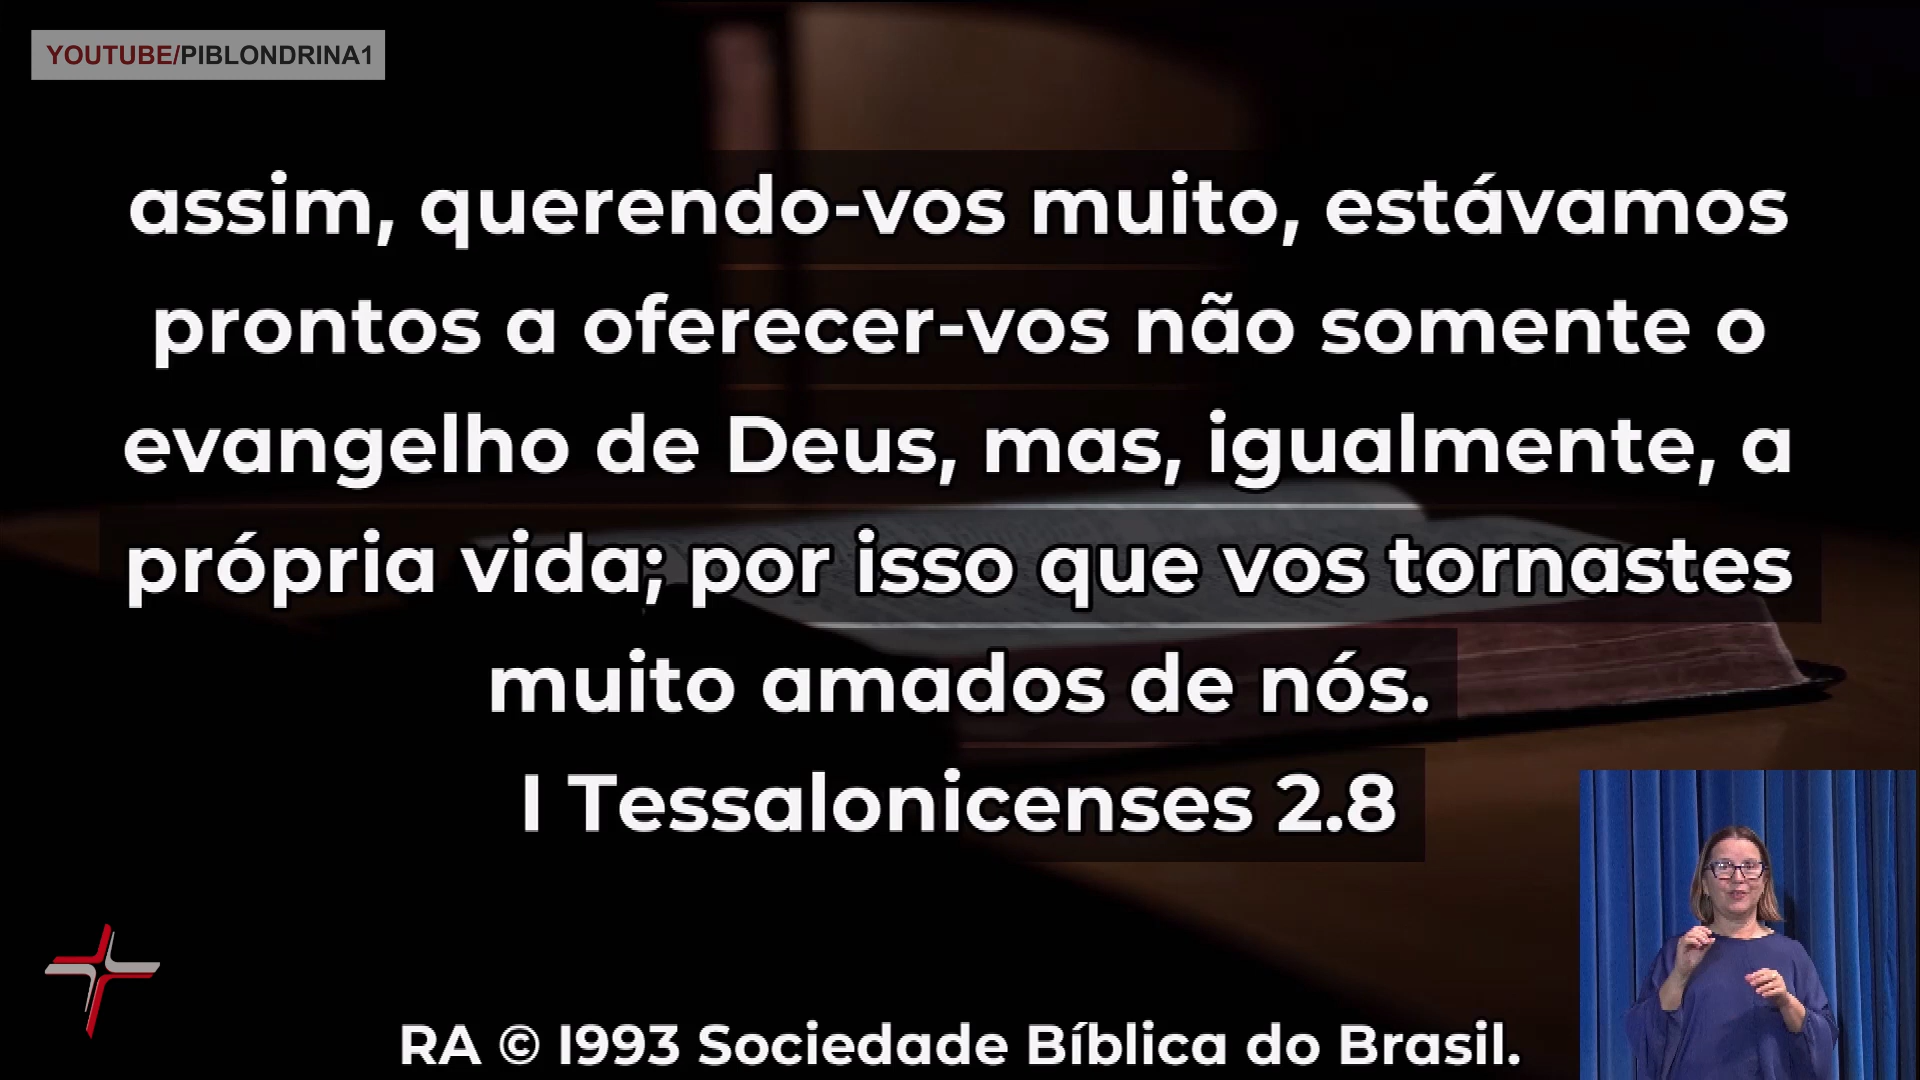 YOUTUBE/PIBLONDRINA1
assim, querendo-vos muito, estávamos
prontos a oferecer-vos não somente o
evangelho de Deus, mas, igualmente, a
própria vida; por isso que vos tornastes
muito amados de nós.
I Tessalonicenses 2.8
RA © 1993 Sociedade Bíblica do Brasil.